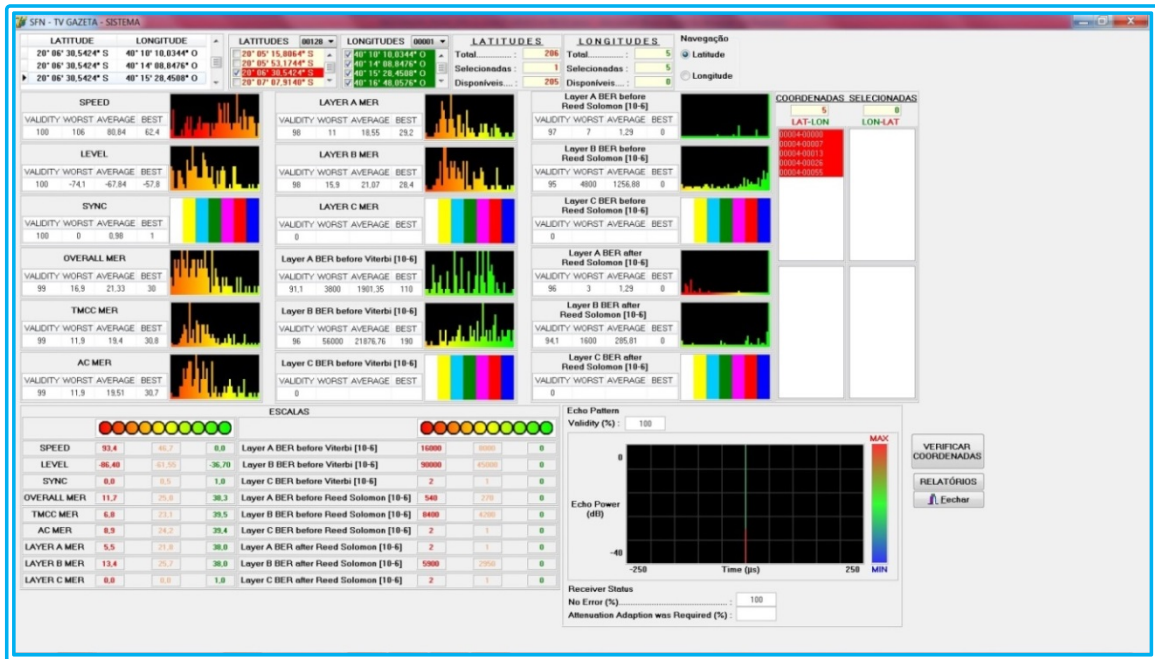 SFN - TV GAZETA - SISTEMA
LATITUDE LONGITUDE
20° 06' 30,5424" S 40° 10' 10,0344" O
20° 06' 30,5424" S 40° 14' 08,8476" O
20° 06' 30,5424" S 40° 15' 28,4508" O
LATITUDES 00128 LONGITUDES 00001
20° 05' 15,8064" S 40° 10' 10,0344" O
20° 05' 53,1744" S 40° 14' 08,8476" O
20° 06' 30,5424" S 40° 15' 28,4508" O
20° 07' 07,9140" S 40° 16' 48,0576" O
LATITUDES
Total : 206
Selecionadas : 1
Disponíveis : 205
LONGITUDES
Total : 5
Selecionadas : 5
Disponíveis : 0
Navegação
Latitude
Longitude
SPEED
VALIDITY WORST AVERAGE BEST
100 106 80,84 62,4
LEVEL
VALIDITY WORST AVERAGE BEST
100 -74,1 -67,84 -57,8
SYNC
VALIDITY WORST AVERAGE BEST
100 0 0,98 1
OVERALL MER
VALIDITY WORST AVERAGE BEST
99 16,9 21,33 30
TMCC MER
VALIDITY WORST AVERAGE BEST
99 11,9 19,4 30,8
AC MER
VALIDITY WORST AVERAGE BEST
99 11,9 19,51 30,7
LAYER A MER
VALIDITY WORST AVERAGE BEST
98 11 18,55 29,2
LAYER B MER
VALIDITY WORST AVERAGE BEST
98 15,9 21,07 28,4
LAYER C MER
VALIDITY WORST AVERAGE BEST
0
Layer A BER before Viterbi [10-6]
VALIDITY WORST AVERAGE BEST
91,1 3800 1901,35 110
Layer B BER before Viterbi [10-6]
VALIDITY WORST AVERAGE BEST
96 56000 21876,76 190
Layer C BER before Viterbi [10-6]
VALIDITY WORST AVERAGE BEST
0
Layer A BER before
Reed Solomon [10-6]
VALIDITY WORST AVERAGE BEST
97 7 1,29 0
Layer B BER before
Reed Solomon [10-6]
VALIDITY WORST AVERAGE BEST
95 4800 1256,88 0
Layer C BER before
Reed Solomon [10-6]
VALIDITY WORST AVERAGE BEST
0
Layer A BER after
Reed Solomon [10-6]
VALIDITY WORST AVERAGE BEST
96 3 1,29 0
Layer B BER after
Reed Solomon [10-6]
VALIDITY WORST AVERAGE BEST
94,1 1600 285,81 0
Layer C BER after
Reed Solomon [10-6]
VALIDITY WORST AVERAGE BEST
0
COORDENADAS SELECIONADAS
5 0
LAT-LON LON-LAT
00004-00000
00004-00007
00004-00013
00004-00026
00004-00055
ESCALAS
SPEED 93,4 46,7 0,0 Layer A BER before Viterbi [10-6] 16000 8000 0
LEVEL -86,40 -61,55 -36,70 Layer B BER before Viterbi [10-6] 90000 45000 0
SYNC 0,0 0,5 1,0 Layer C BER before Viterbi [10-6] 2 1 0
OVERALL MER 11,7 25,0 38,3 Layer A BER before Reed Solomon [10-6] 540 270 0
TMCC MER 6,8 23,1 39,5 Layer B BER before Reed Solomon [10-6] 8400 4200 0
AC MER 8,9 24,2 39,4 Layer C BER before Reed Solomon [10-6] 2 1 0
LAYER A MER 5,5 21,8 38,0 Layer A BER after Reed Solomon [10-6] 2 1 0
LAYER B MER 13,4 25,7 38,0 Layer B BER after Reed Solomon [10-6] 5900 2950 0
LAYER C MER 0,0 0,0 1,0 Layer C BER after Reed Solomon [10-6] 2 1 0
Echo Pattern
Validity (%) : 100
MAX
0
Echo Power
(dB)
-40
-250 Time (µs) 250 MIN
Receiver Status
No Error (%) : 100
Attenuation Adaption was Required (%) :
VERIFICAR
COORDENADAS
RELATÓRIOS
Fechar